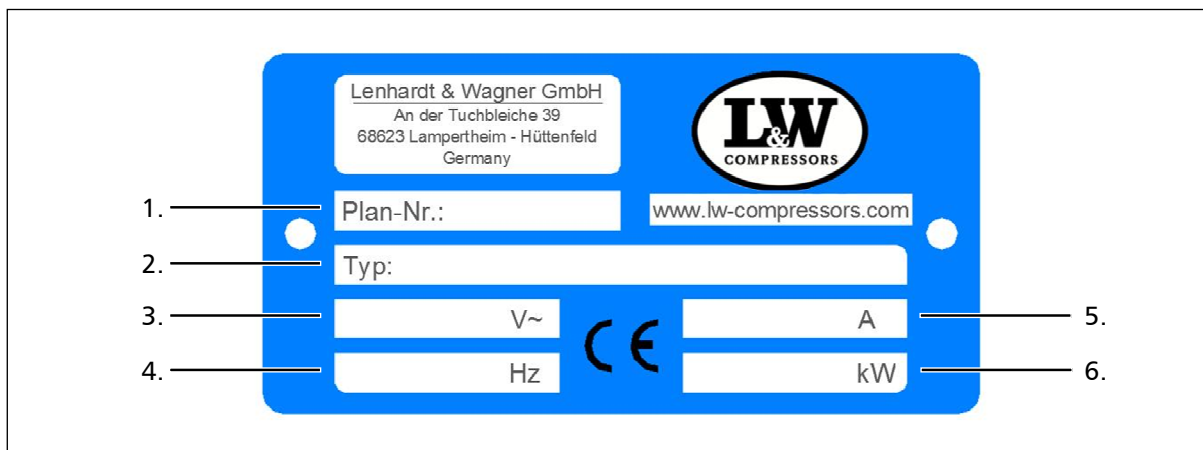 Lenhardt & Wagner GmbH
An der Tuchbleiche 39
68623 Lampertheim - Hüttenfeld
Germany
L&W
COMPRESSORS
1.
Plan-Nr.:
www.lw-compressors.com
2.
Typ:
3.
V~
CE
A
5.
4.
Hz
kW
6.